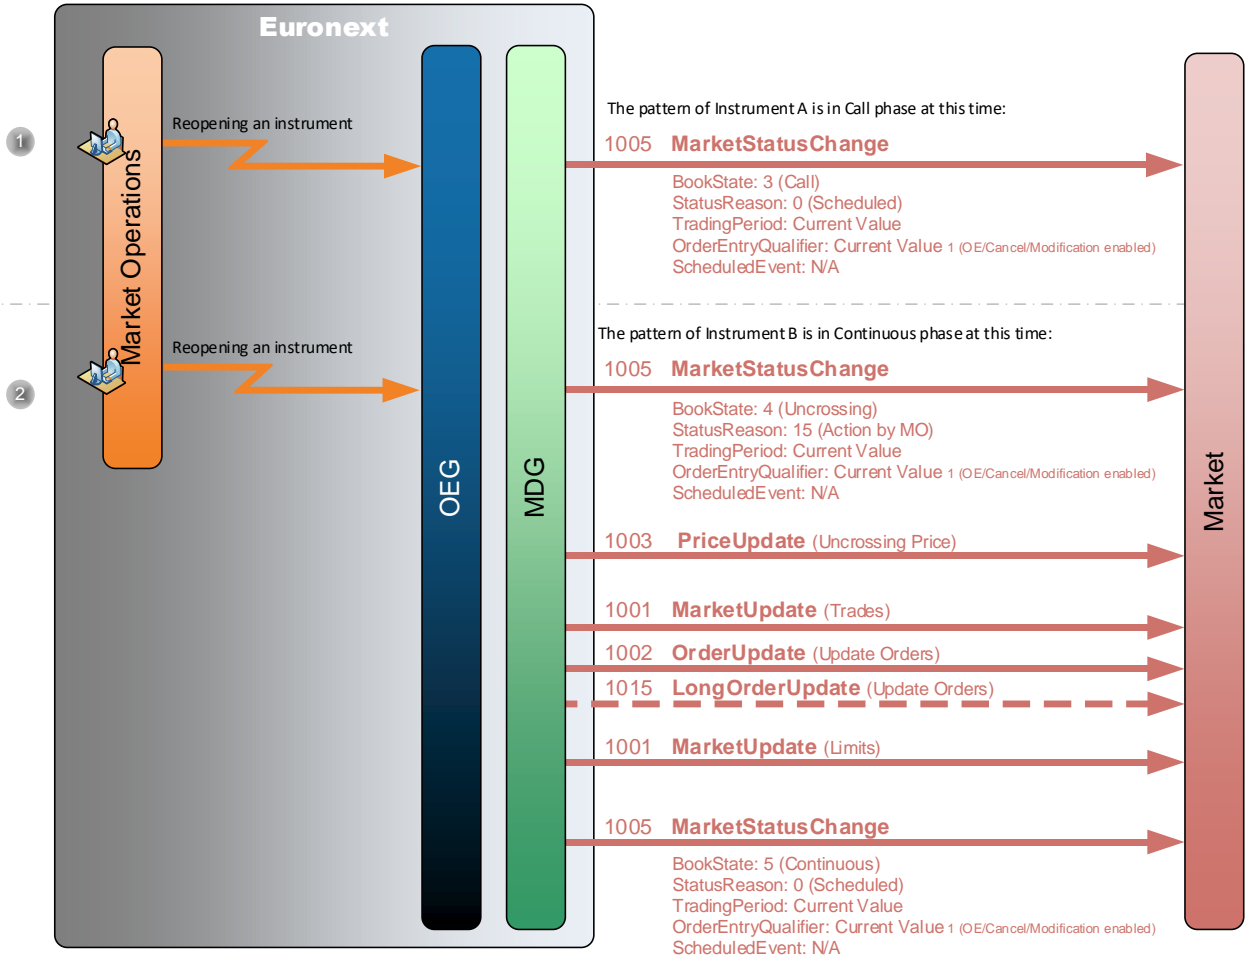 Euronext
Market Operations
OEG
MDG
Market
1
Reopening an instrument
The pattern of Instrument A is in Call phase at this time:
1005 MarketStatusChange
BookState: 3 (Call)
StatusReason: 0 (Scheduled)
TradingPeriod: Current Value
OrderEntryQualifier: Current Value 1 (OE/Cancel/Modification enabled)
ScheduledEvent: N/A
2
Reopening an instrument
The pattern of Instrument B is in Continuous phase at this time:
1005 MarketStatusChange
BookState: 4 (Uncrossing)
StatusReason: 15 (Action by MO)
TradingPeriod: Current Value
OrderEntryQualifier: Current Value 1 (OE/Cancel/Modification enabled)
ScheduledEvent: N/A
1003 PriceUpdate (Uncrossing Price)
1001 MarketUpdate (Trades)
1002 OrderUpdate (Update Orders)
1015 LongOrderUpdate (Update Orders)
1001 MarketUpdate (Limits)
1005 MarketStatusChange
BookState: 5 (Continuous)
StatusReason: 0 (Scheduled)
TradingPeriod: Current Value
OrderEntryQualifier: Current Value 1 (OE/Cancel/Modification enabled)
ScheduledEvent: N/A